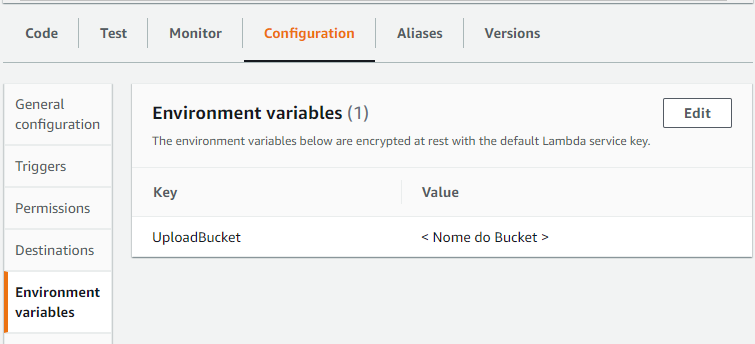 Code Test Monitor Configuration Aliases Versions
General
configuration
Triggers
Permissions
Destinations
Environment
variables
Environment variables (1)
Edit
The environment variables below are encrypted at rest with the default Lambda service key.
Key Value
UploadBucket < Nome do Bucket >